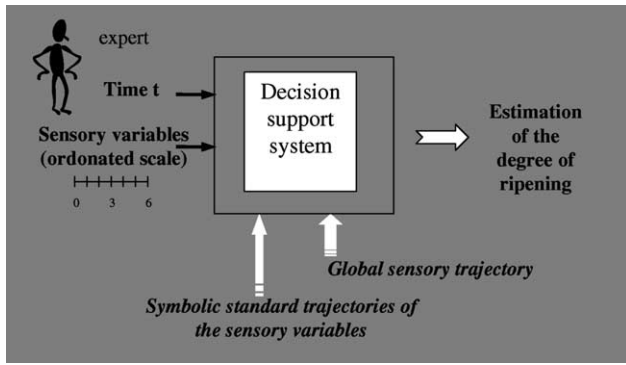 expert
Time t
Sensory variables
(ordonated scale)
0 3 6
Decision
support
system
Estimation
of the
degree of
ripening
Global sensory trajectory
Symbolic standard trajectories of
the sensory variables